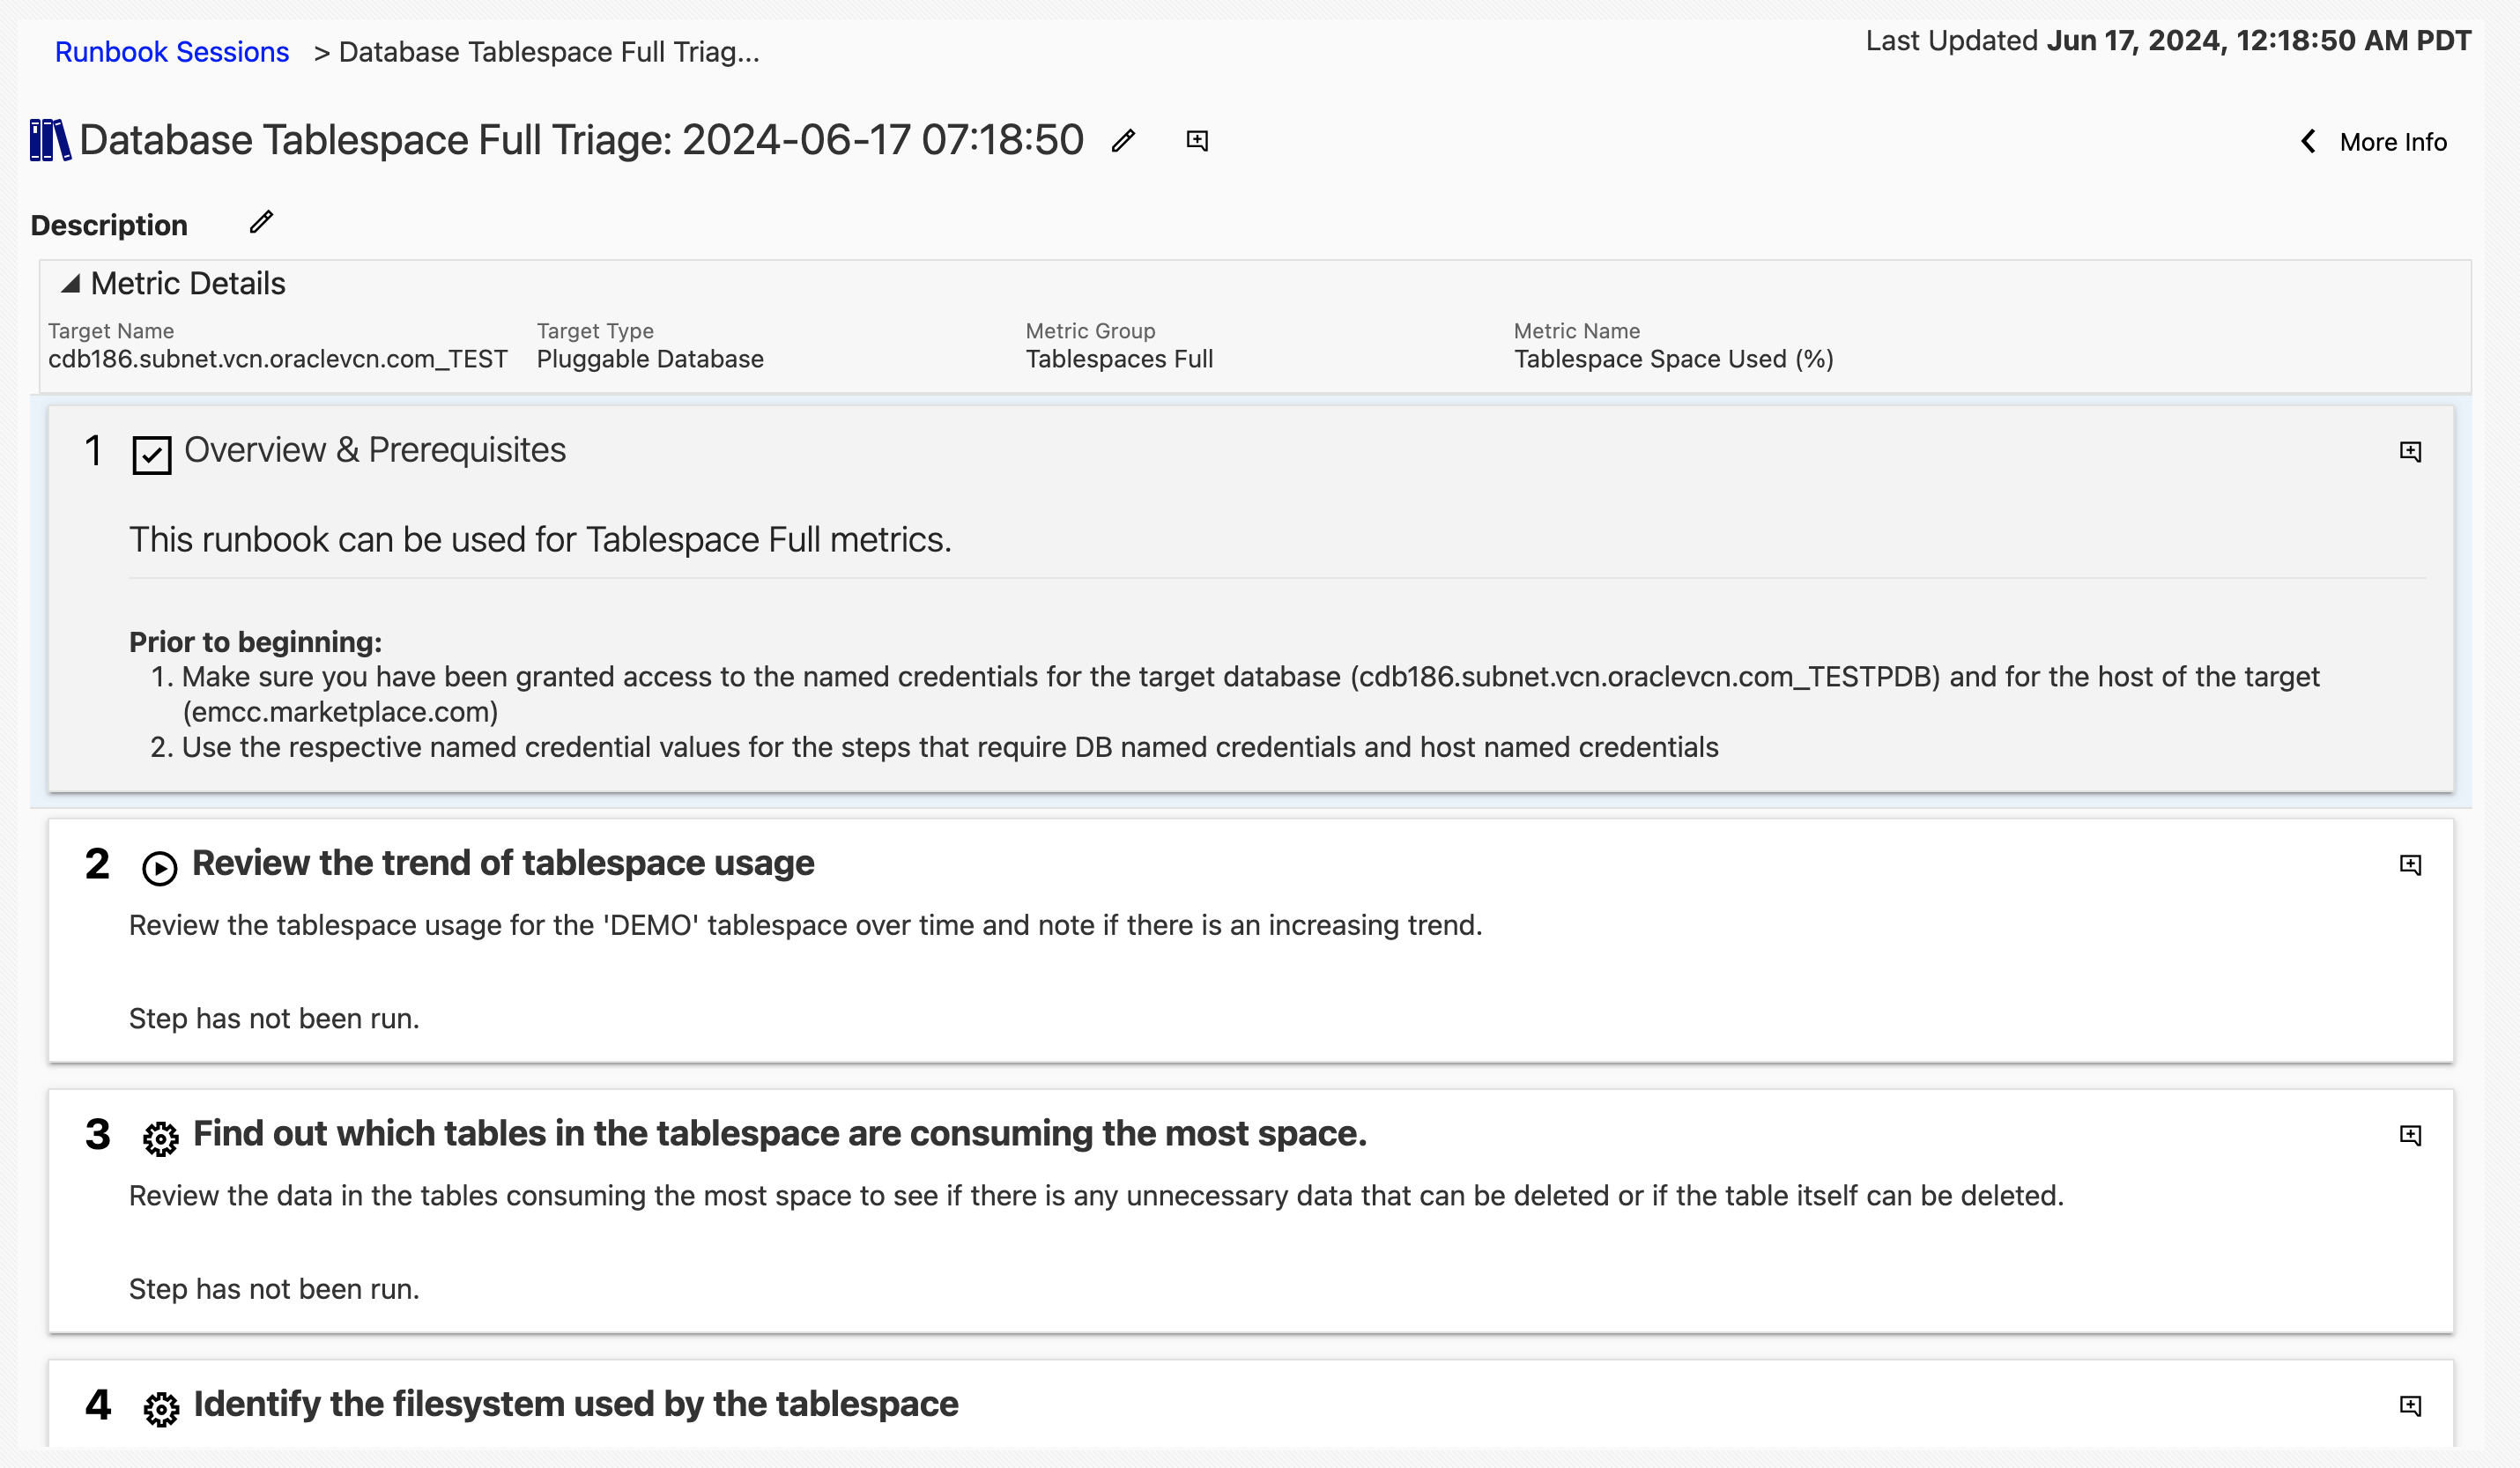 Runbook Sessions > Database Tablespace Full Triag...
Last Updated Jun 17, 2024, 12:18:50 AM PDT
Database Tablespace Full Triage: 2024-06-17 07:18:50
More Info
Description
Metric Details
Target Name Target Type Metric Group Metric Name
cdb186.subnet.vcn.oraclevcn.com_TEST Pluggable Database Tablespaces Full Tablespace Space Used (%)
1 Overview & Prerequisites
This runbook can be used for Tablespace Full metrics.
Prior to beginning:
1. Make sure you have been granted access to the named credentials for the target database (cdb186.subnet.vcn.oraclevcn.com_TESTPDB) and for the host of the target
(emcc.marketplace.com)
2. Use the respective named credential values for the steps that require DB named credentials and host named credentials
2 Review the trend of tablespace usage
Review the tablespace usage for the 'DEMO' tablespace over time and note if there is an increasing trend.
Step has not been run.
3 Find out which tables in the tablespace are consuming the most space.
Review the data in the tables consuming the most space to see if there is any unnecessary data that can be deleted or if the table itself can be deleted.
Step has not been run.
4 Identify the filesystem used by the tablespace